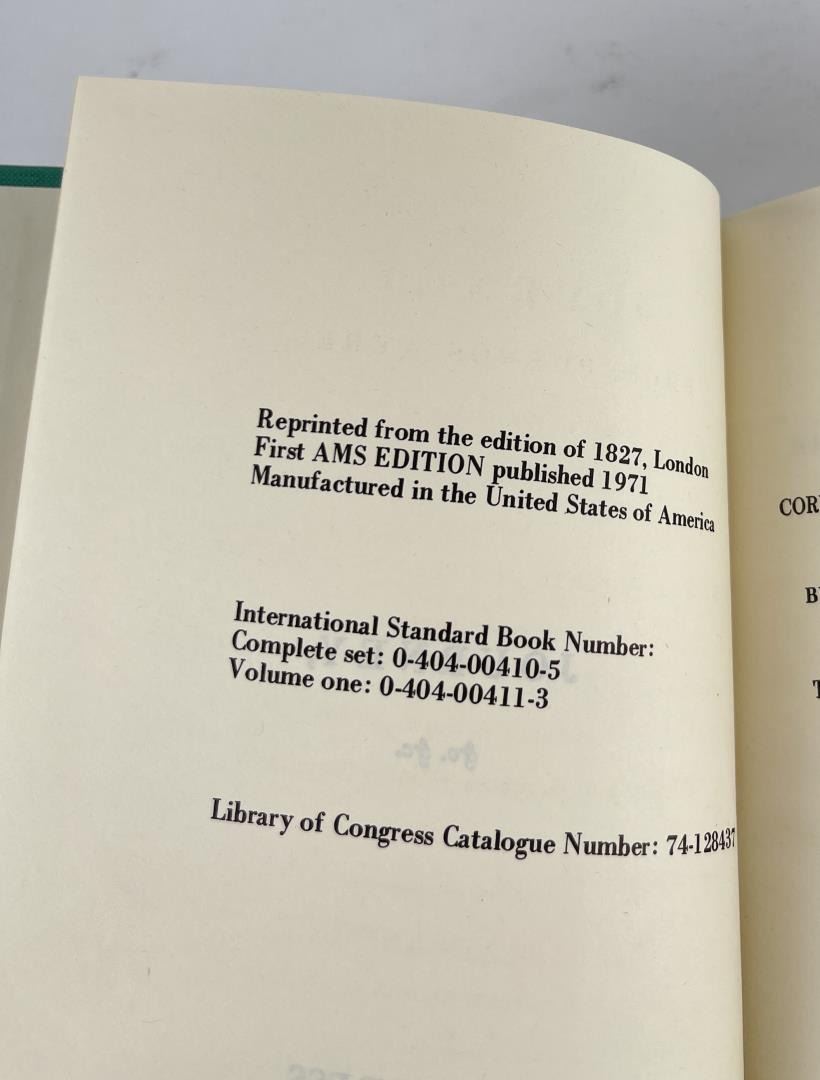 Reprinted from the edition of 1827, London
First AMS EDITION published 1971
Manufactured in the United States of America
International Standard Book Number:
Complete set: 0-404-00410-5
Volume one: 0-404-00411-3
Library of Congress Catalogue Number: 74-128437